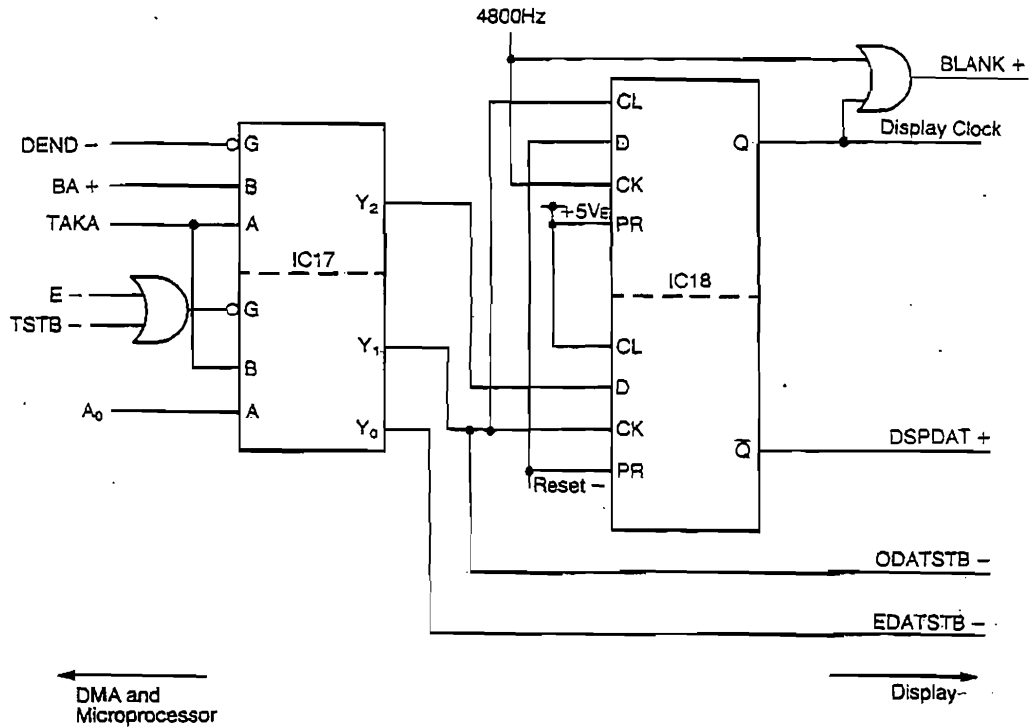 4800Hz
BLANK +
Display Clock
DEND -
BA +
TAKA
E -
TSTB -
A0
G
B
A
IC17
G
B
A
Y2
Y1
Y0
CL
D
CK
+5VE
PR
IC18
CL
D
CK
PR
Reset -
Q
Q̅
DSPDAT +
ODATSTB -
EDATSTB -
DMA and
Microprocessor
Display-